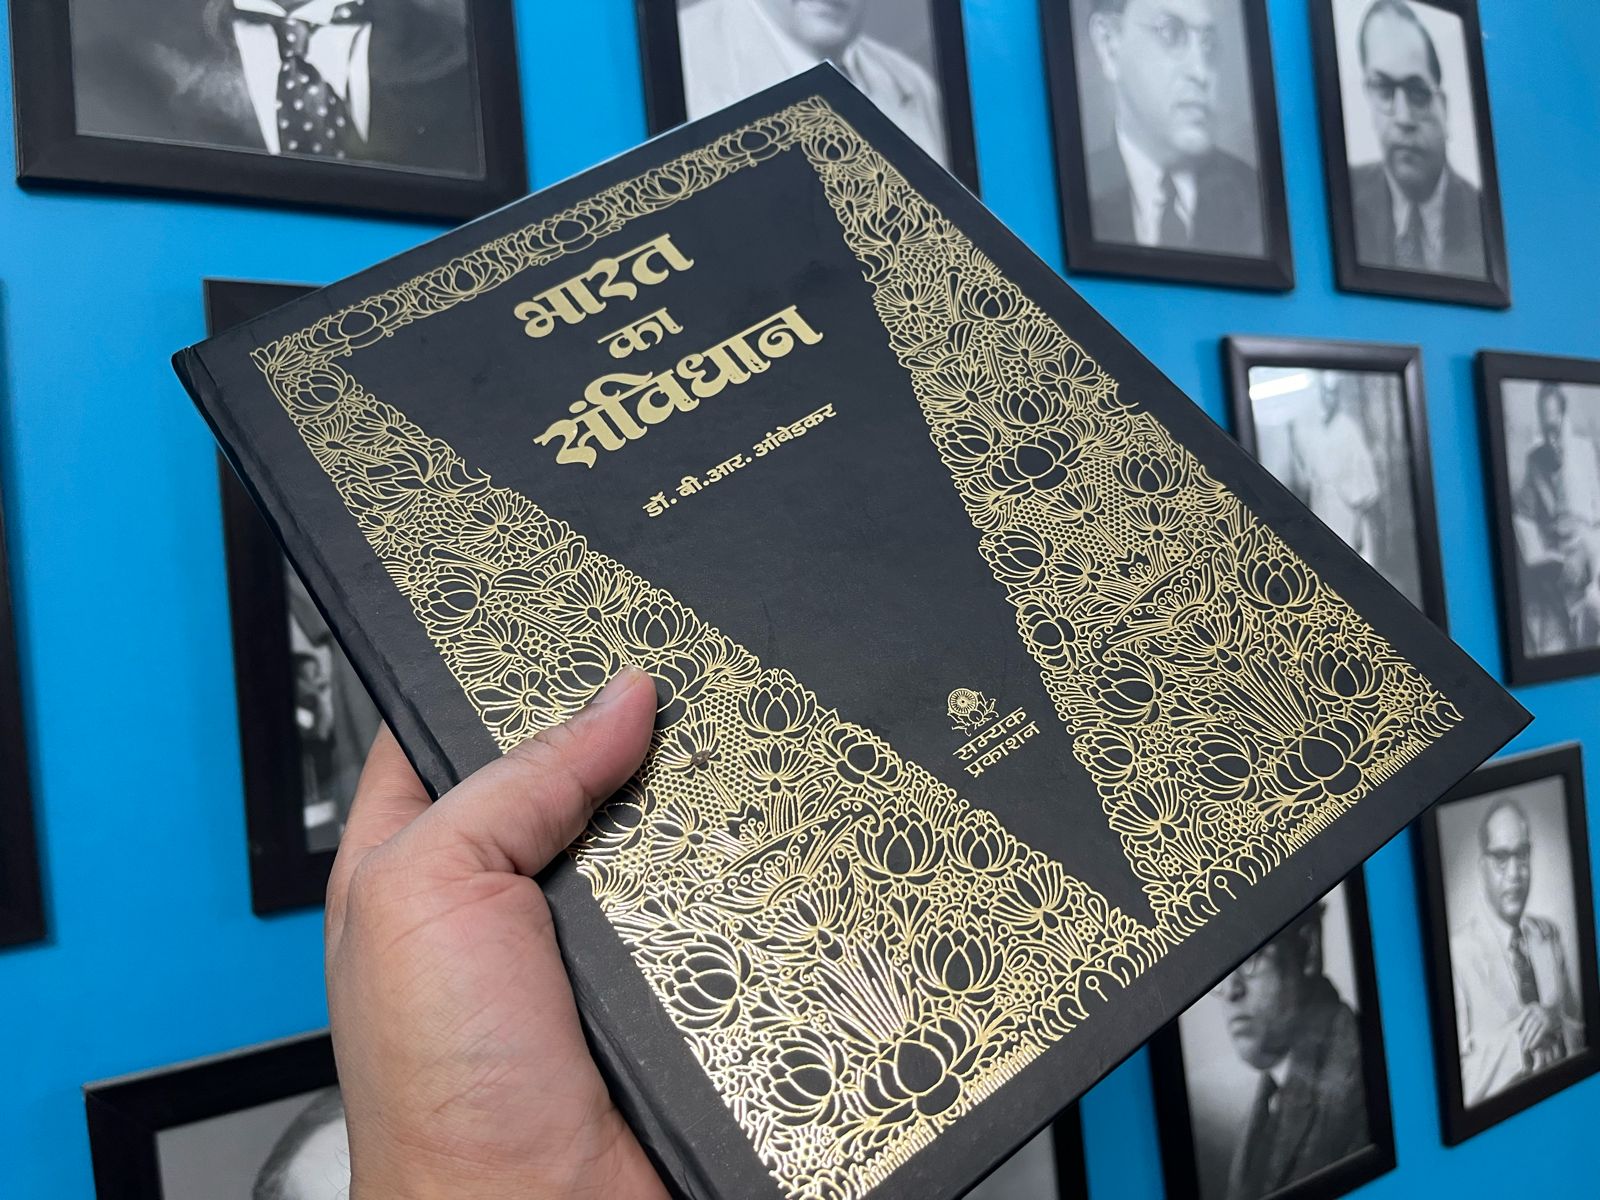 भारत
का
संविधान
डॉ. बी.आर. आंबेडकर
सम्यक
प्रकाशन